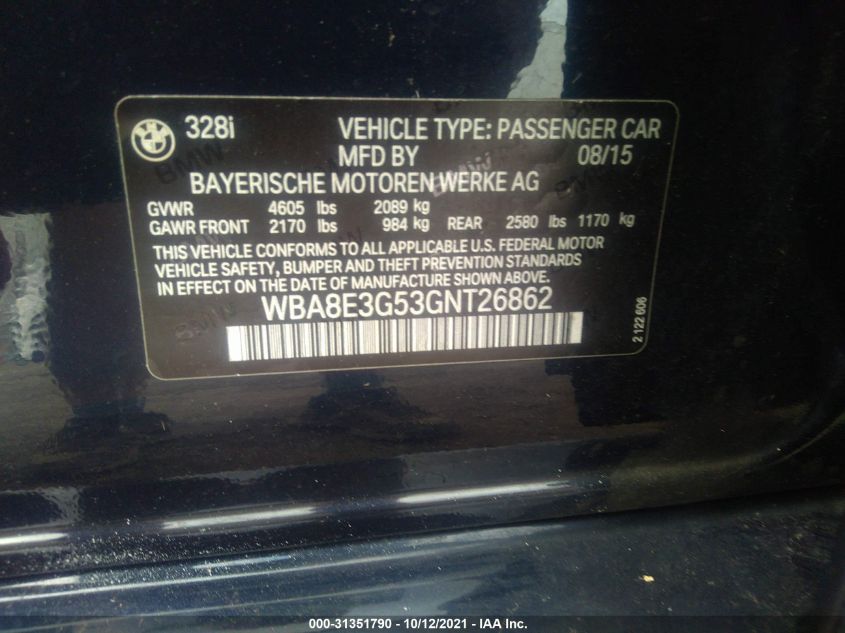 328i VEHICLE TYPE: PASSENGER CAR
MFD BY 08/15
BAYERISCHE MOTOREN WERKE AG
GVWR 4605 lbs 2089 kg
GAWR FRONT 2170 lbs 984 kg REAR 2580 lbs 1170 kg
THIS VEHICLE CONFORMS TO ALL APPLICABLE U.S. FEDERAL MOTOR
VEHICLE SAFETY, BUMPER AND THEFT PREVENTION STANDARDS
IN EFFECT ON THE DATE OF MANUFACTURE SHOWN ABOVE.
WBA8E3G53GNT26862
2 122 606
000-31351790 - 10/12/2021 - IAA Inc.